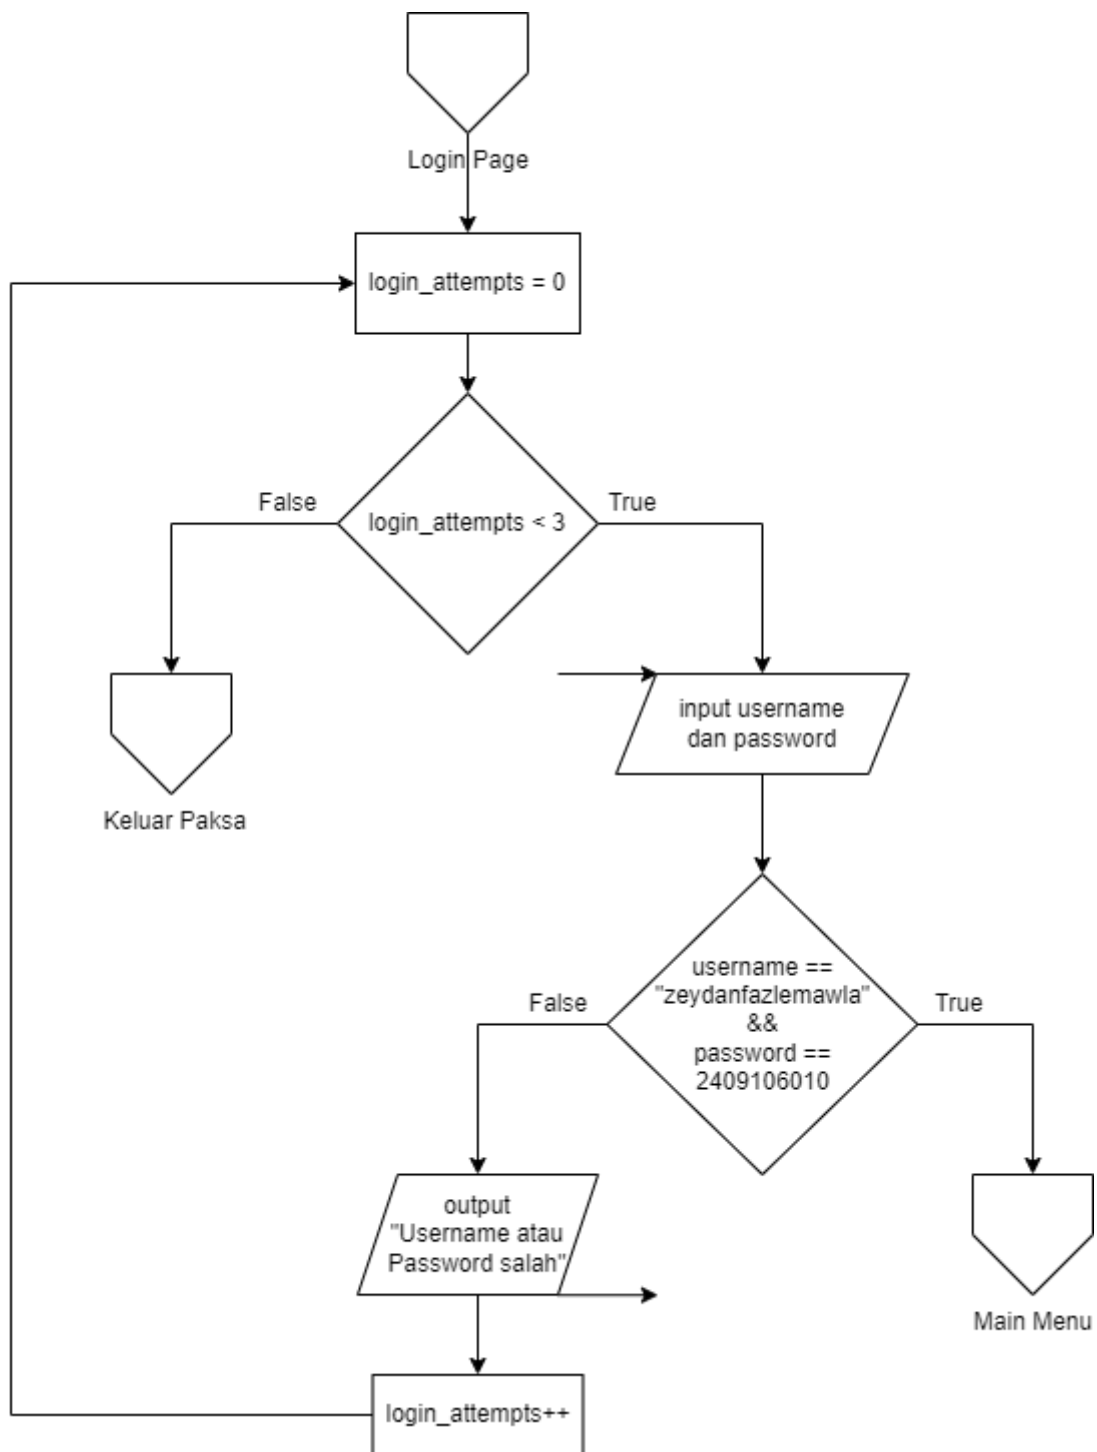 Login Page
login_attempts = 0
False
True
login_attempts < 3
input username
dan password
Keluar Paksa
username ==
"zeydanfazlemawla"
&&
password ==
2409106010
False
True
output
"Username atau
Password salah"
Main Menu
login_attempts++